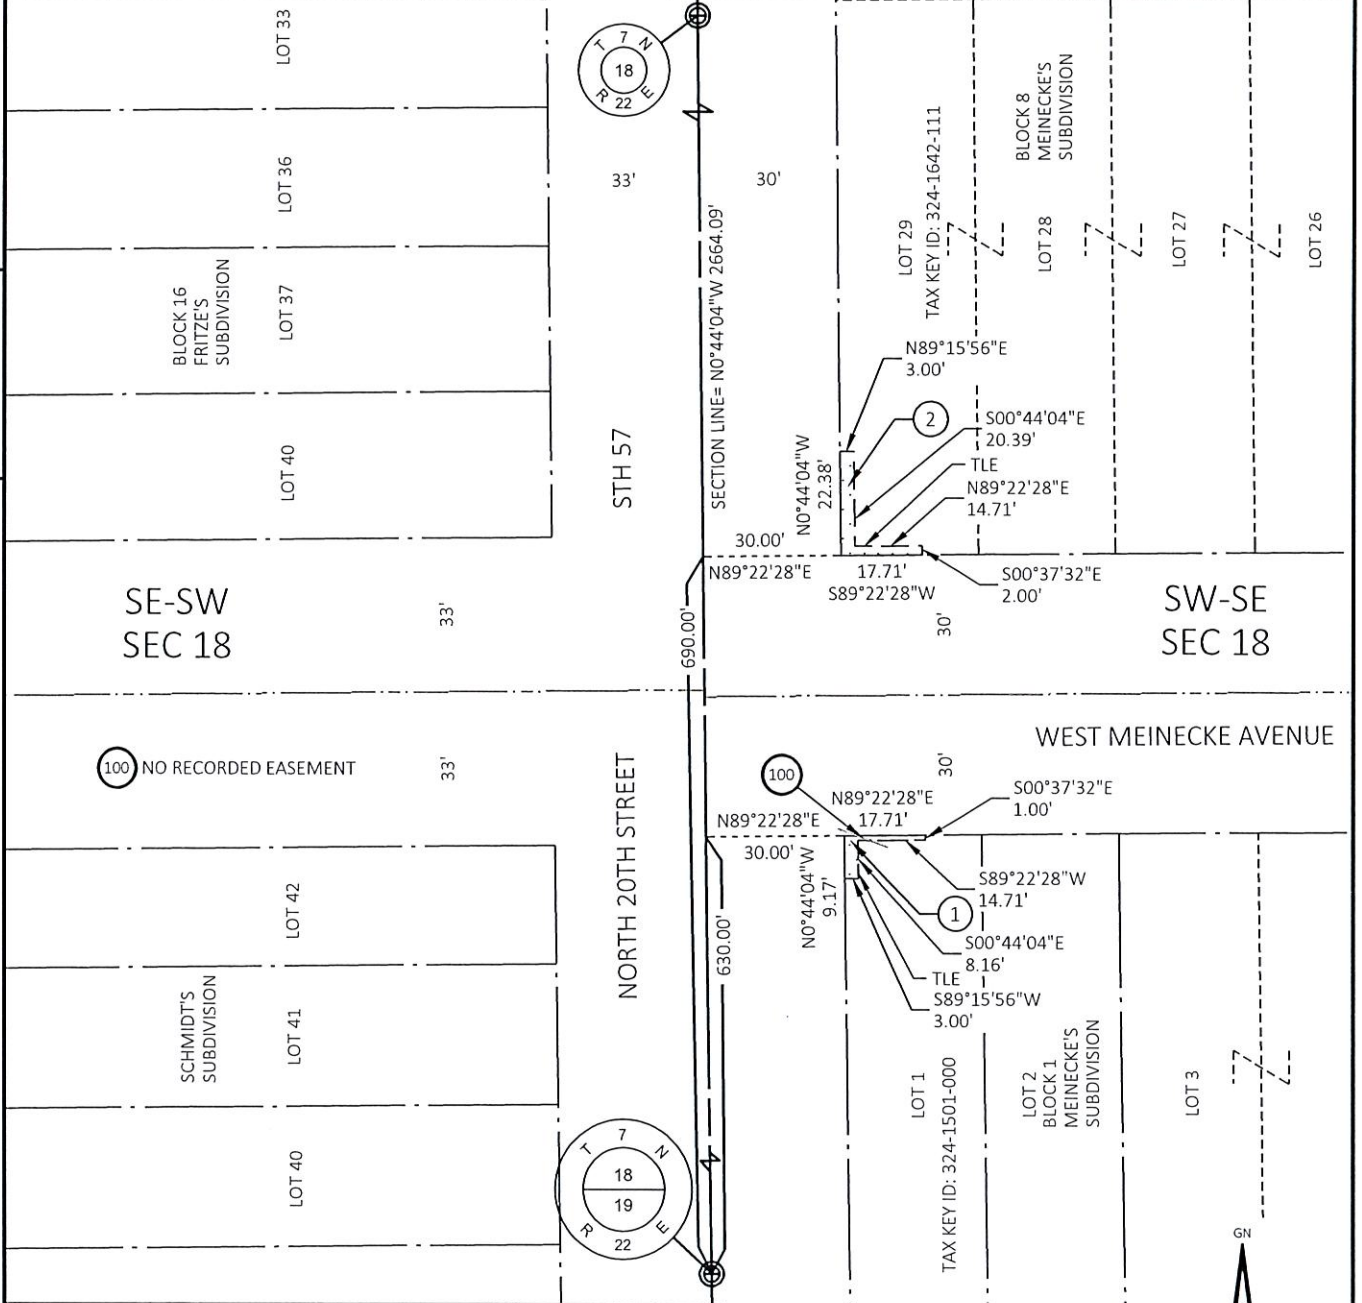 LOT 33
LOT 36
BLOCK 16
FRITZE'S
SUBDIVISION
LOT 37
LOT 40
T
7
N
18
R
22
E
33'
30'
SECTION LINE= N0°44'04"W 2664.09'
STH 57
TAX KEY ID: 324-1642-111
LOT 29
BLOCK 8
MEINECKE'S
SUBDIVISION
LOT 28
LOT 27
LOT 26
N89°15'56"E
3.00'
2
S00°44'04"E
20.39'
TLE
N89°22'28"E
14.71'
N0°44'04"W
22.38'
30.00'
N89°22'28"E
17.71'
S89°22'28"W
S00°37'32"E
2.00'
SE-SW
SEC 18
33'
690.00'
30'
SW-SE
SEC 18
100 NO RECORDED EASEMENT
33'
NORTH 20TH STREET
WEST MEINECKE AVENUE
100
30'
N89°22'28"E
17.71'
S00°37'32"E
1.00'
N89°22'28"E
30.00'
N0°44'04"W
9.17'
S89°22'28"W
14.71'
1
S00°44'04"E
8.16'
TLE
S89°15'56"W
3.00'
630.00'
LOT 42
SCHMIDT'S
SUBDIVISION
LOT 41
LOT 40
LOT 1
TAX KEY ID: 324-1501-000
LOT 2
BLOCK 1
MEINECKE'S
SUBDIVISION
LOT 3
T
7
N
18
19
R
22
E
GN